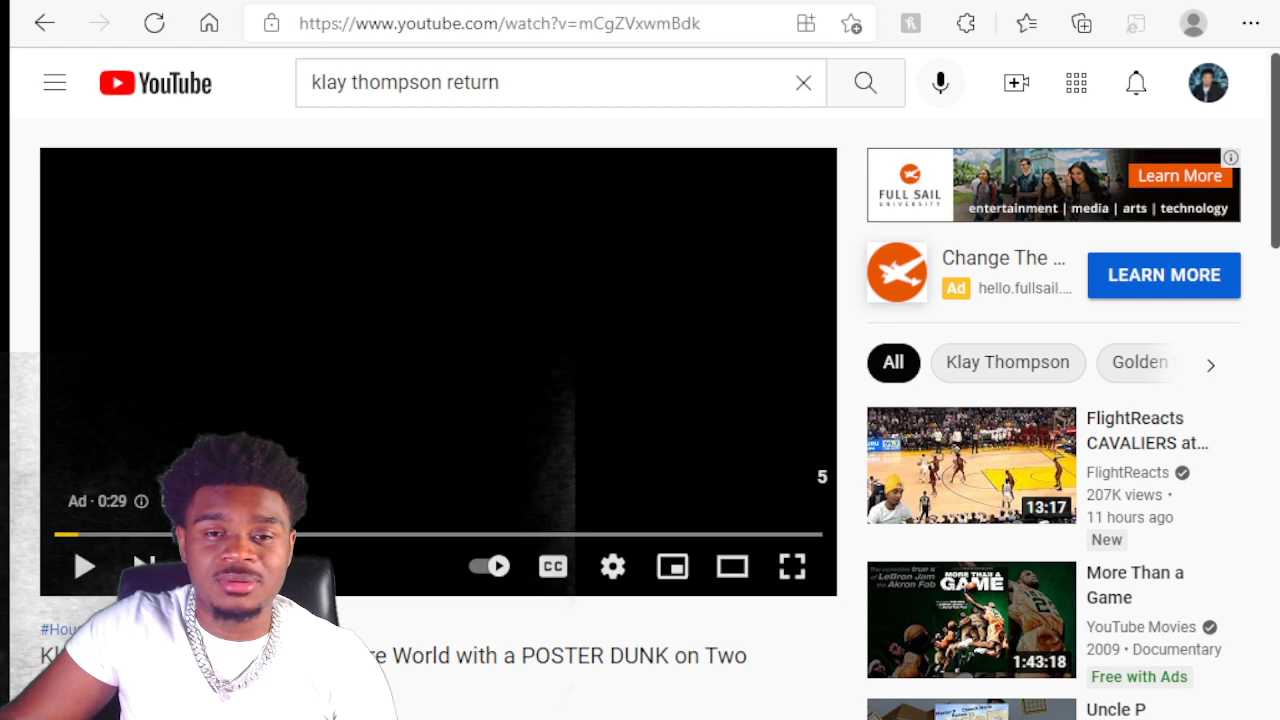 https://www.youtube.com/watch?v=mCgZVxwmBdk
YouTube
klay thompson return
FULL SAIL
UNIVERSITY
Learn More
entertainment | media | arts | technology
Change The ...
Ad hello.fullsail....
LEARN MORE
All
Klay Thompson
Golden
5
Ad · 0:29
CC
FlightReacts
CAVALIERS at...
FlightReacts
207K views •
11 hours ago
New
13:17
More Than a
Game
YouTube Movies
2009 • Documentary
Free with Ads
MORE THAN A
GAME
1:43:18
Uncle P
#Hou
Kl re World with a POSTER DUNK on Two